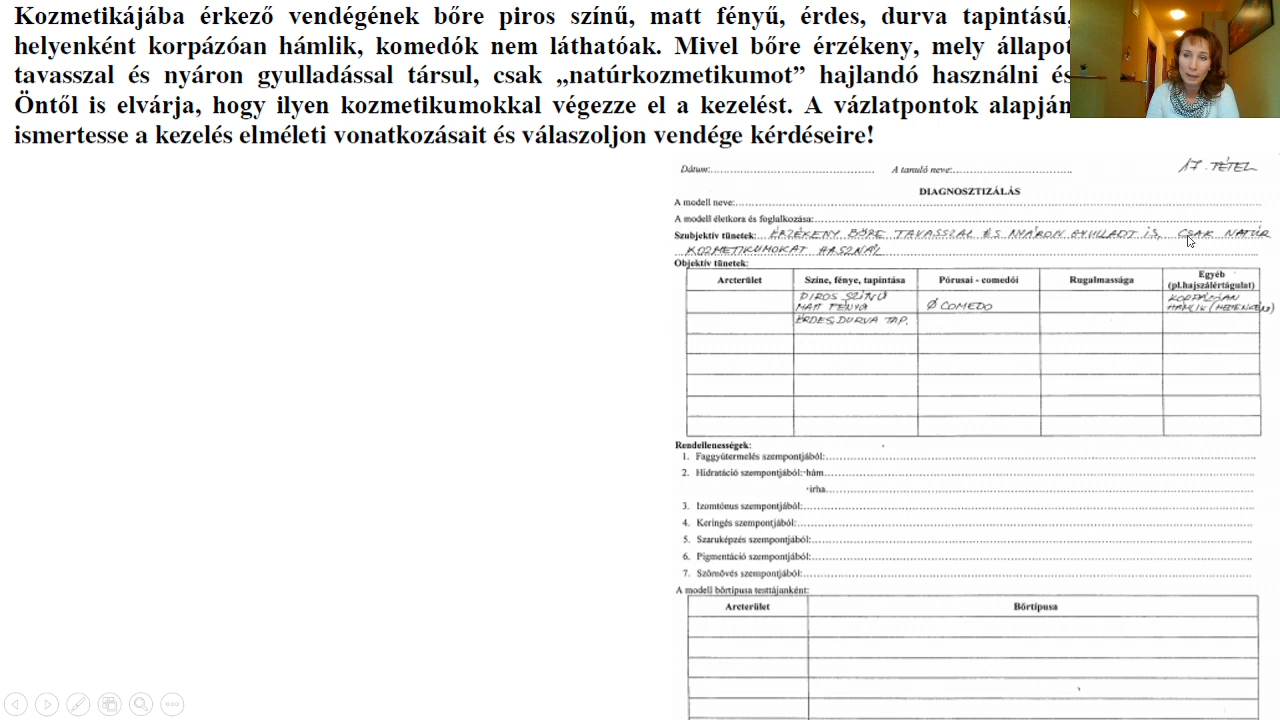 Kozmetikájába érkező vendégének bőre piros színű, matt fényű, érdes, durva tapintású,
helyenként korpázóan hámlik, komedók nem láthatóak. Mivel bőre érzékeny, mely állapot
tavasszal és nyáron gyulladással társul, csak „natúrkozmetikumot” hajlandó használni és
Öntől is elvárja, hogy ilyen kozmetikumokkal végezze el a kezelést. A vázlatpontok alapján
ismertesse a kezelés elméleti vonatkozásait és válaszoljon vendége kérdéseire!
17. TÉTEL
Dátum: A tanuló neve:
DIAGNOSZTIZÁLÁS
A modell neve:
A modell életkora és foglalkozása:
Szubjektív tünetek: ÉRZÉKENY BŐRE TAVASSZAL ÉS NYÁRON GYULLADT IS, CSAK NATÚR
KOZMETIKUMOKAT HASZNÁL
Objektív tünetek:
Arcterület Színe, fénye, tapintása Pórusai - comedói Rugalmassága Egyéb (pl.hajszálértágulat)
PIROS SZÍNŰ KORPÁZÓAN
MATT FÉNYŰ Ø COMEDO HÁMLIK (HELYENKÉNT)
ÉRDES, DURVA TAP.
Rendellenességek:
1. Faggyútermelés szempontjából:
2. Hidratáció szempontjából: ·hám
·irha
3. Izomtónus szempontjából:
4. Keringés szempontjából:
5. Szaruképzés szempontjából:
6. Pigmentáció szempontjából:
7. Szőrnövés szempontjából:
A modell bőrtípusa testtájanként:
Arcterület Bőrtípusa